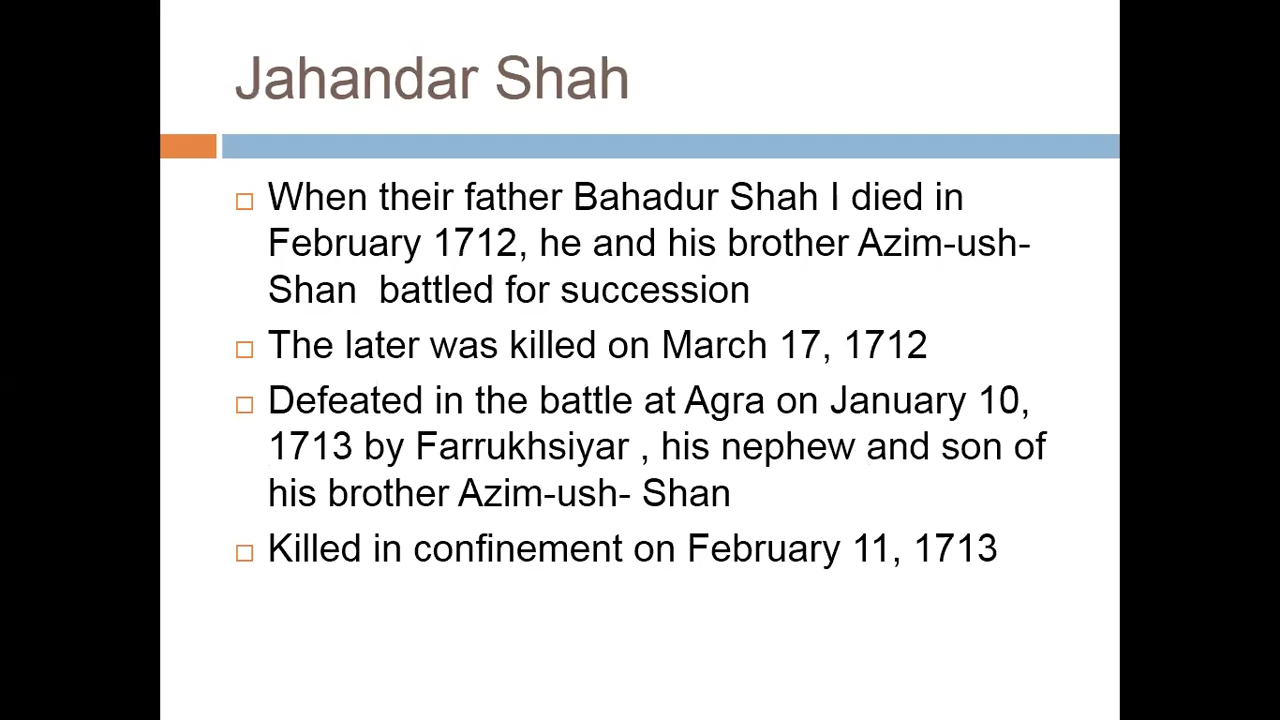 Jahandar Shah
When their father Bahadur Shah I died in
February 1712, he and his brother Azim-ush-
Shan  battled for succession
The later was killed on March 17, 1712
Defeated in the battle at Agra on January 10,
1713 by Farrukhsiyar , his nephew and son of
his brother Azim-ush- Shan
Killed in confinement on February 11, 1713